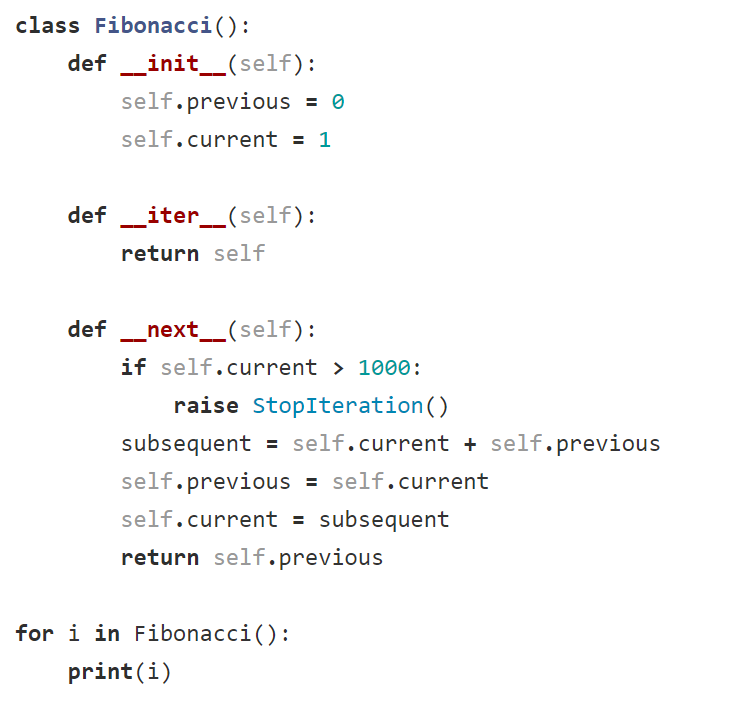 class Fibonacci():
    def __init__(self):
        self.previous = 0
        self.current = 1

    def __iter__(self):
        return self

    def __next__(self):
        if self.current > 1000:
            raise StopIteration()
        subsequent = self.current + self.previous
        self.previous = self.current
        self.current = subsequent
        return self.previous

for i in Fibonacci():
    print(i)